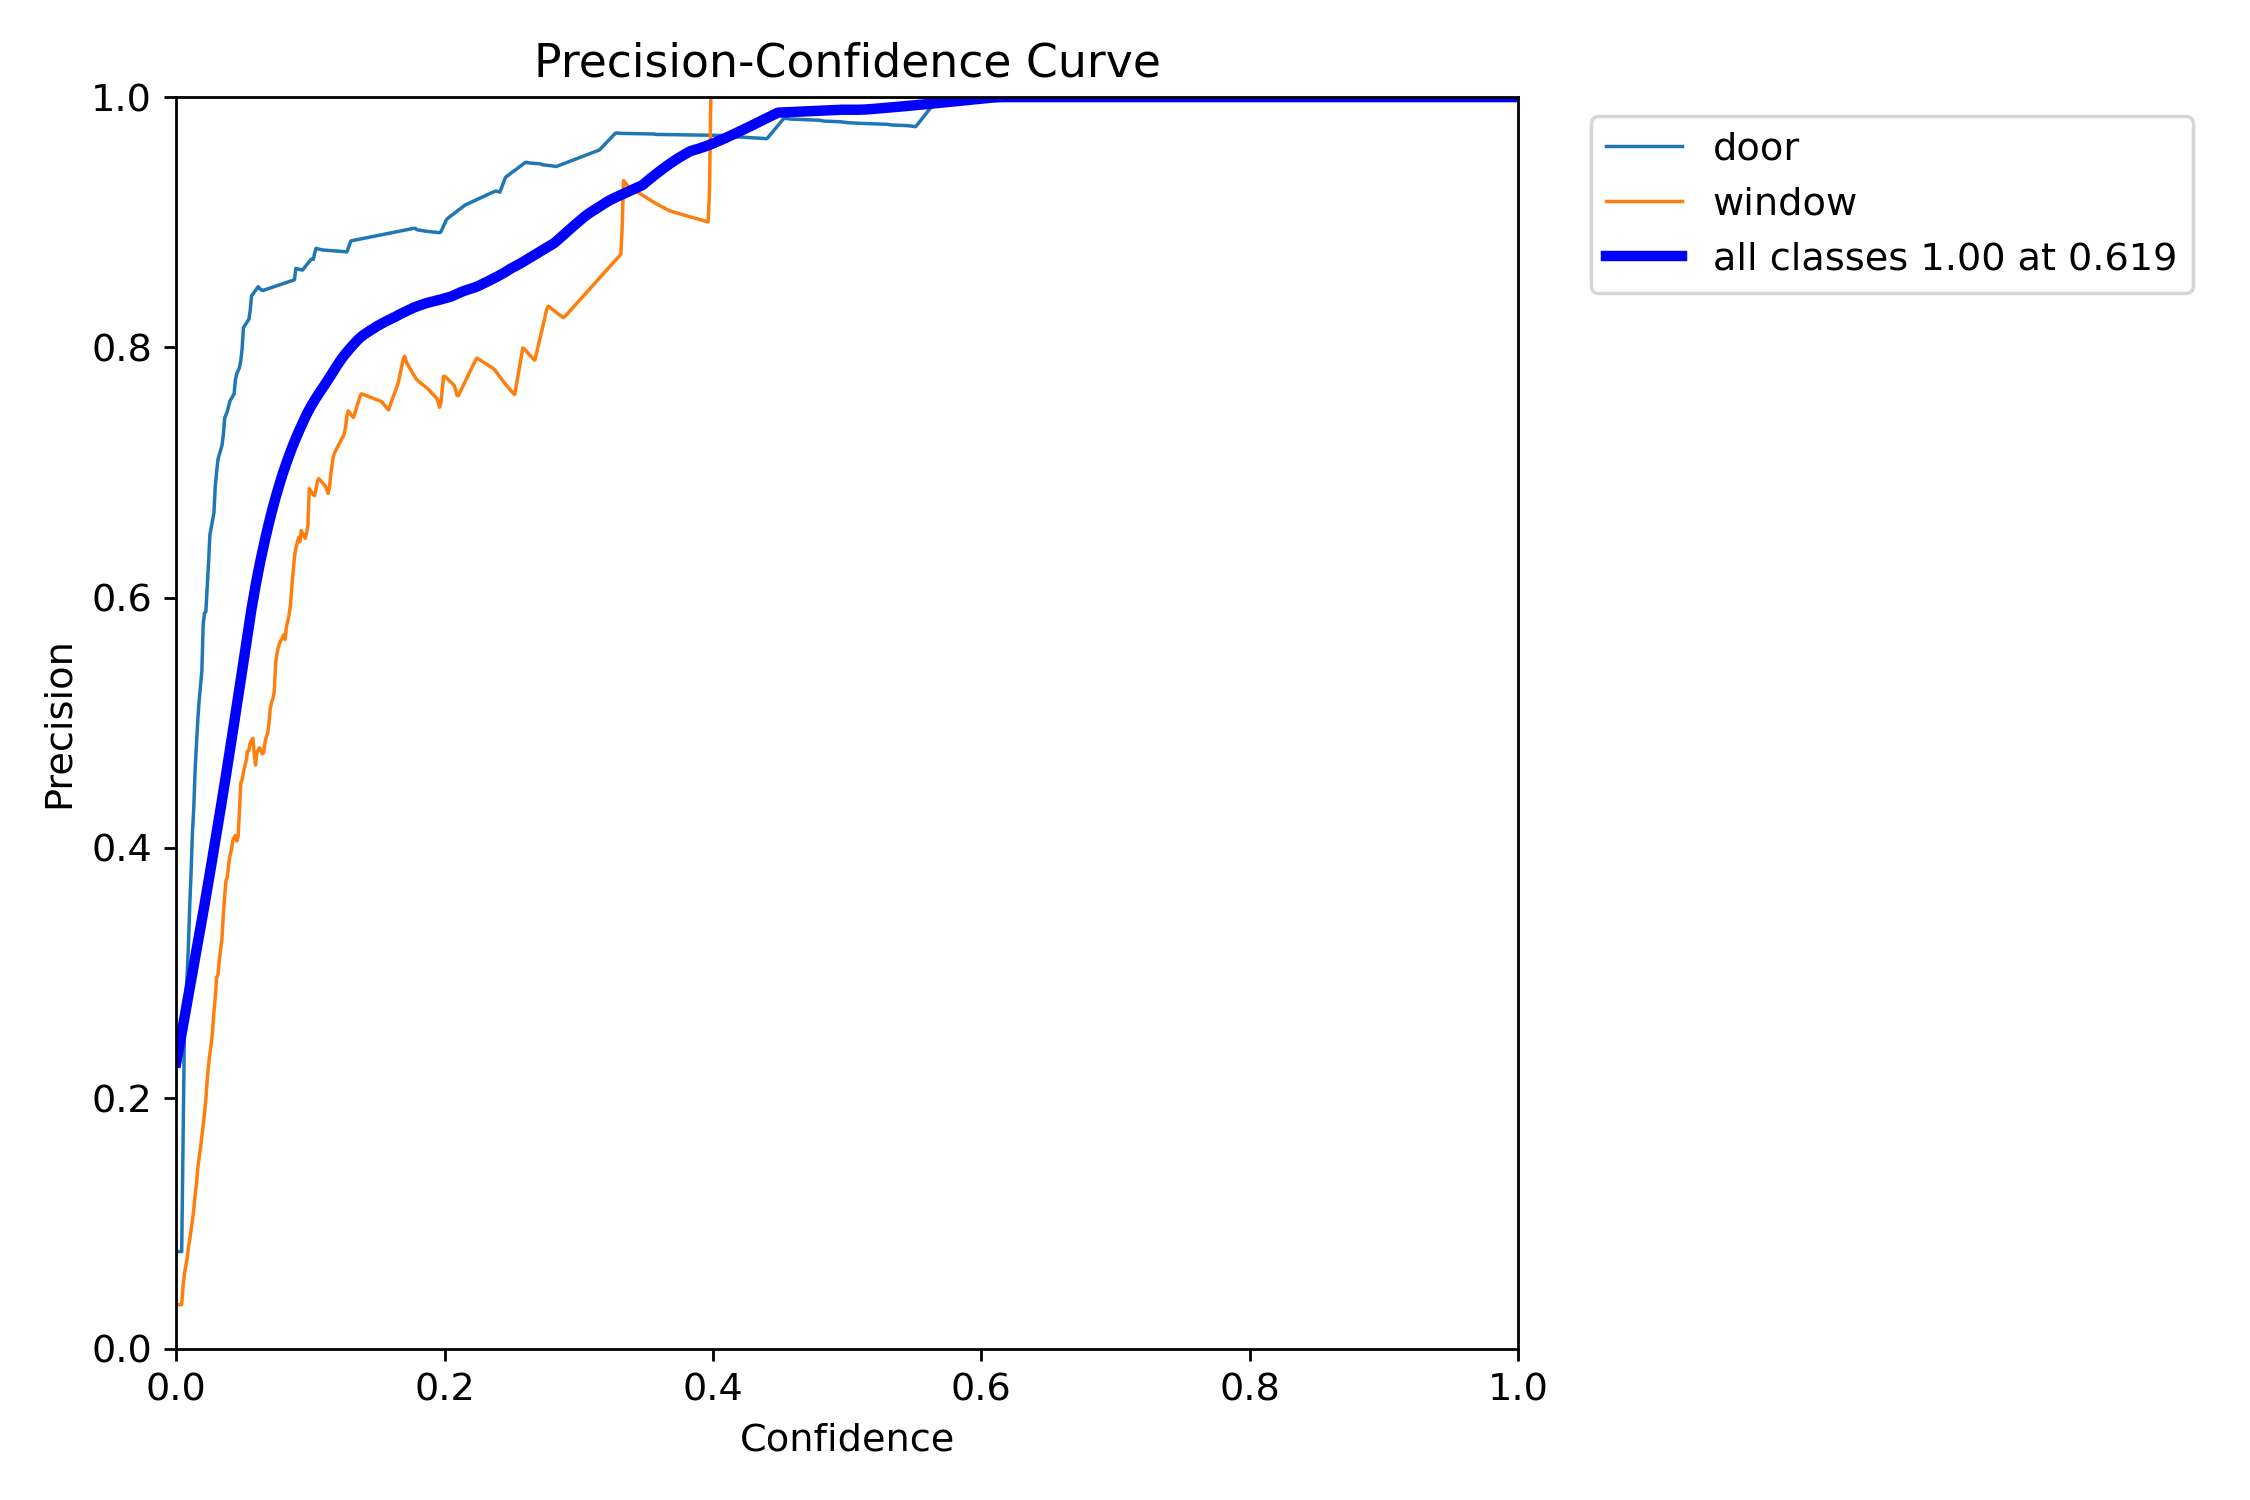 Precision-Confidence Curve
1.0
0.8
0.6
0.4
0.2
0.0
Precision
0.0 0.2 0.4 0.6 0.8 1.0
Confidence
door
window
all classes 1.00 at 0.619